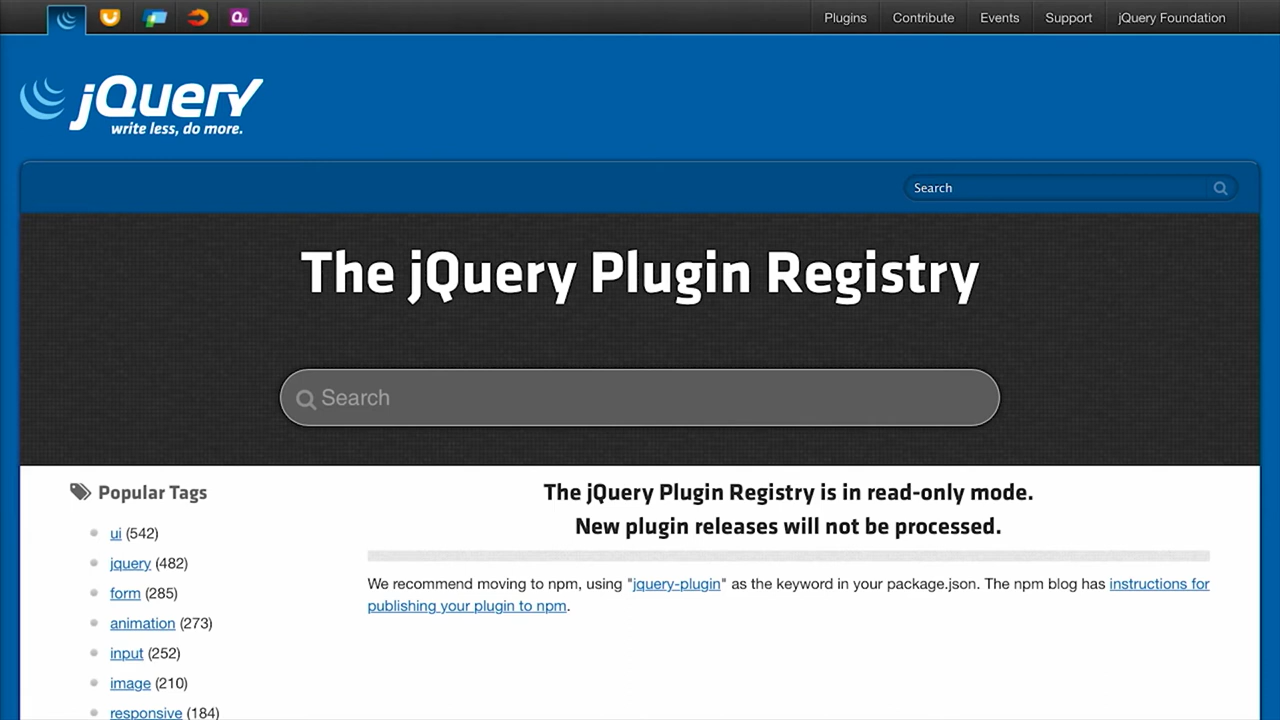 Qu
Plugins Contribute Events Support jQuery Foundation
jQuery
write less, do more.
Search
The jQuery Plugin Registry
Search
Popular Tags
ui (542)
jquery (482)
form (285)
animation (273)
input (252)
image (210)
responsive (184)
The jQuery Plugin Registry is in read-only mode.
New plugin releases will not be processed.
We recommend moving to npm, using "jquery-plugin" as the keyword in your package.json. The npm blog has instructions for
publishing your plugin to npm.